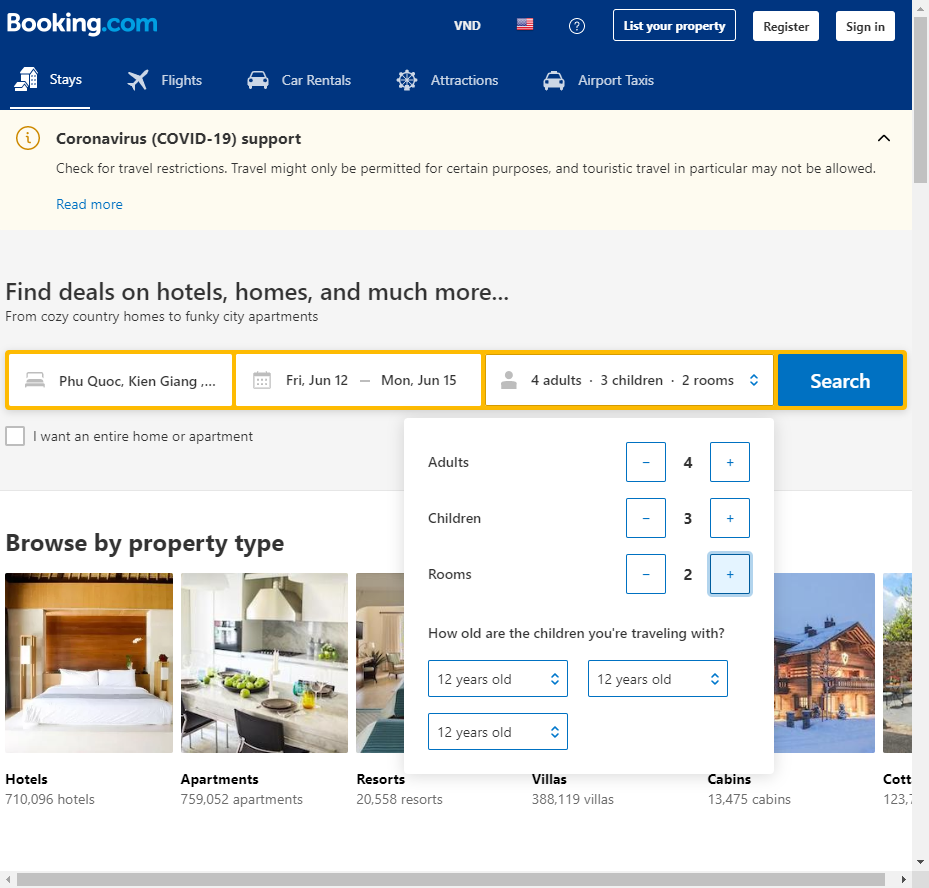 Booking.com
VND
?
List your property
Register
Sign in
Stays
Flights
Car Rentals
Attractions
Airport Taxis
Coronavirus (COVID-19) support
Check for travel restrictions. Travel might only be permitted for certain purposes, and touristic travel in particular may not be allowed.
Read more
Find deals on hotels, homes, and much more...
From cozy country homes to funky city apartments
Phu Quoc, Kien Giang ,...
Fri, Jun 12 — Mon, Jun 15
4 adults · 3 children · 2 rooms
Search
I want an entire home or apartment
Adults − 4 +
Children − 3 +
Rooms − 2 +
How old are the children you're traveling with?
12 years old
12 years old
12 years old
Browse by property type
Hotels
710,096 hotels
Apartments
759,052 apartments
Resorts
20,558 resorts
Villas
388,119 villas
Cabins
13,475 cabins
Cott
123,7